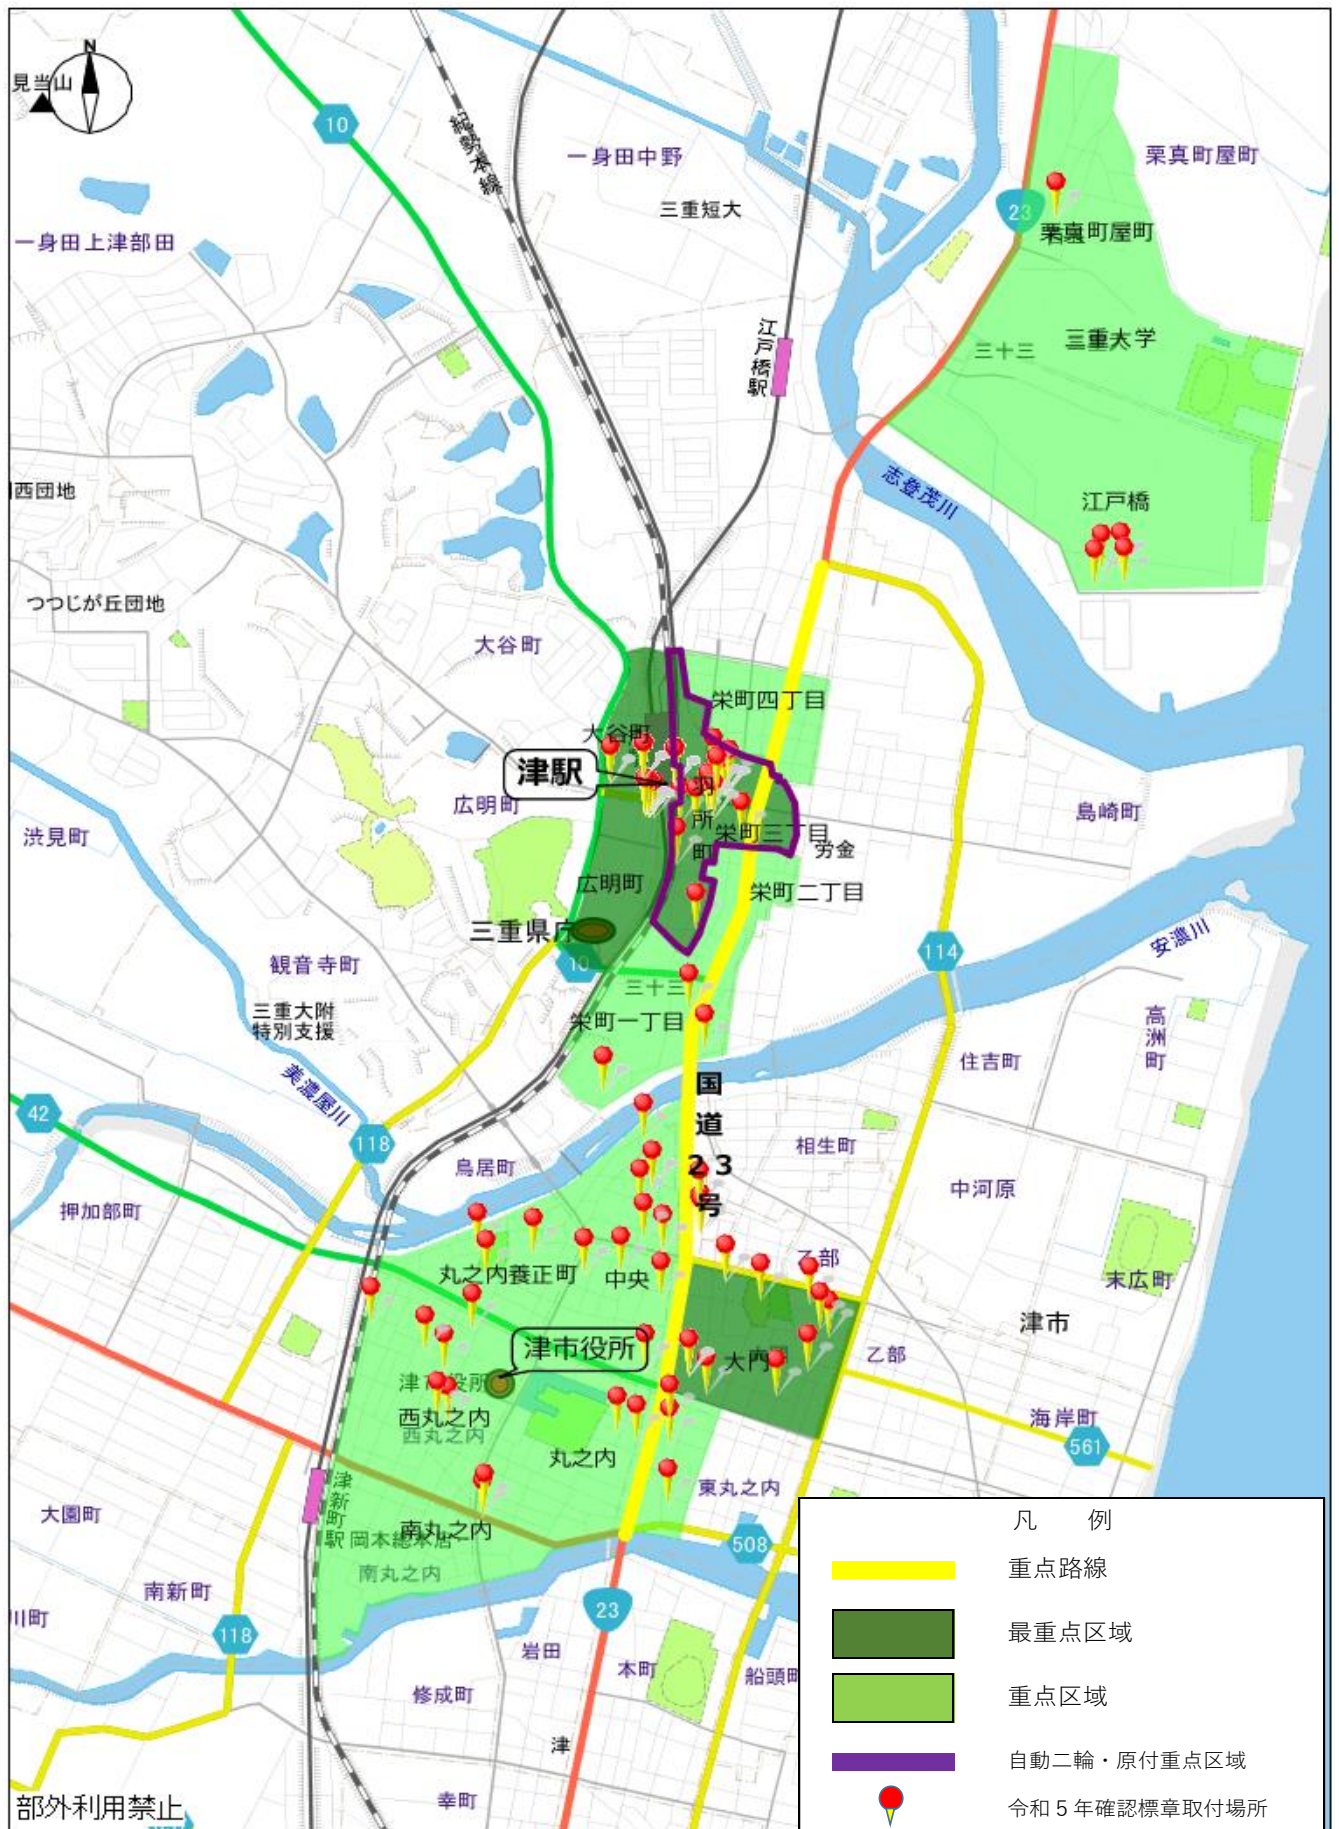 N
見当山
10
紀勢本線
一身田中野
三重短大
栗真町屋町
23
栗真町屋町
一身田上津部田
江戸橋駅
三十三
三重大学
西団地
志登茂川
江戸橋
つつじが丘団地
大谷町
栄町四丁目
大谷町
津駅
広明町
羽所町
栄町三丁目
労金
島崎町
渋見町
広明町
栄町二丁目
三重県庁
10
114
安濃川
観音寺町
三十三
三重大附
特別支援
栄町一丁目
高洲町
住吉町
美濃屋川
国道23号
42
118
鳥居町
相生町
中河原
押加部町
乙部
丸之内養正町
中央
末広町
津市
津市役所
大門
乙部
津市役所
西丸之内
西丸之内
海岸町
561
丸之内
津新町駅
東丸之内
大園町
南丸之内
岡本總本店
508
南丸之内
南新町
23
川町
118
岩田
本町
船頭町
修成町
津
幸町
部外利用禁止
凡 例
重点路線
最重点区域
重点区域
自動二輪・原付重点区域
令和5年確認標章取付場所